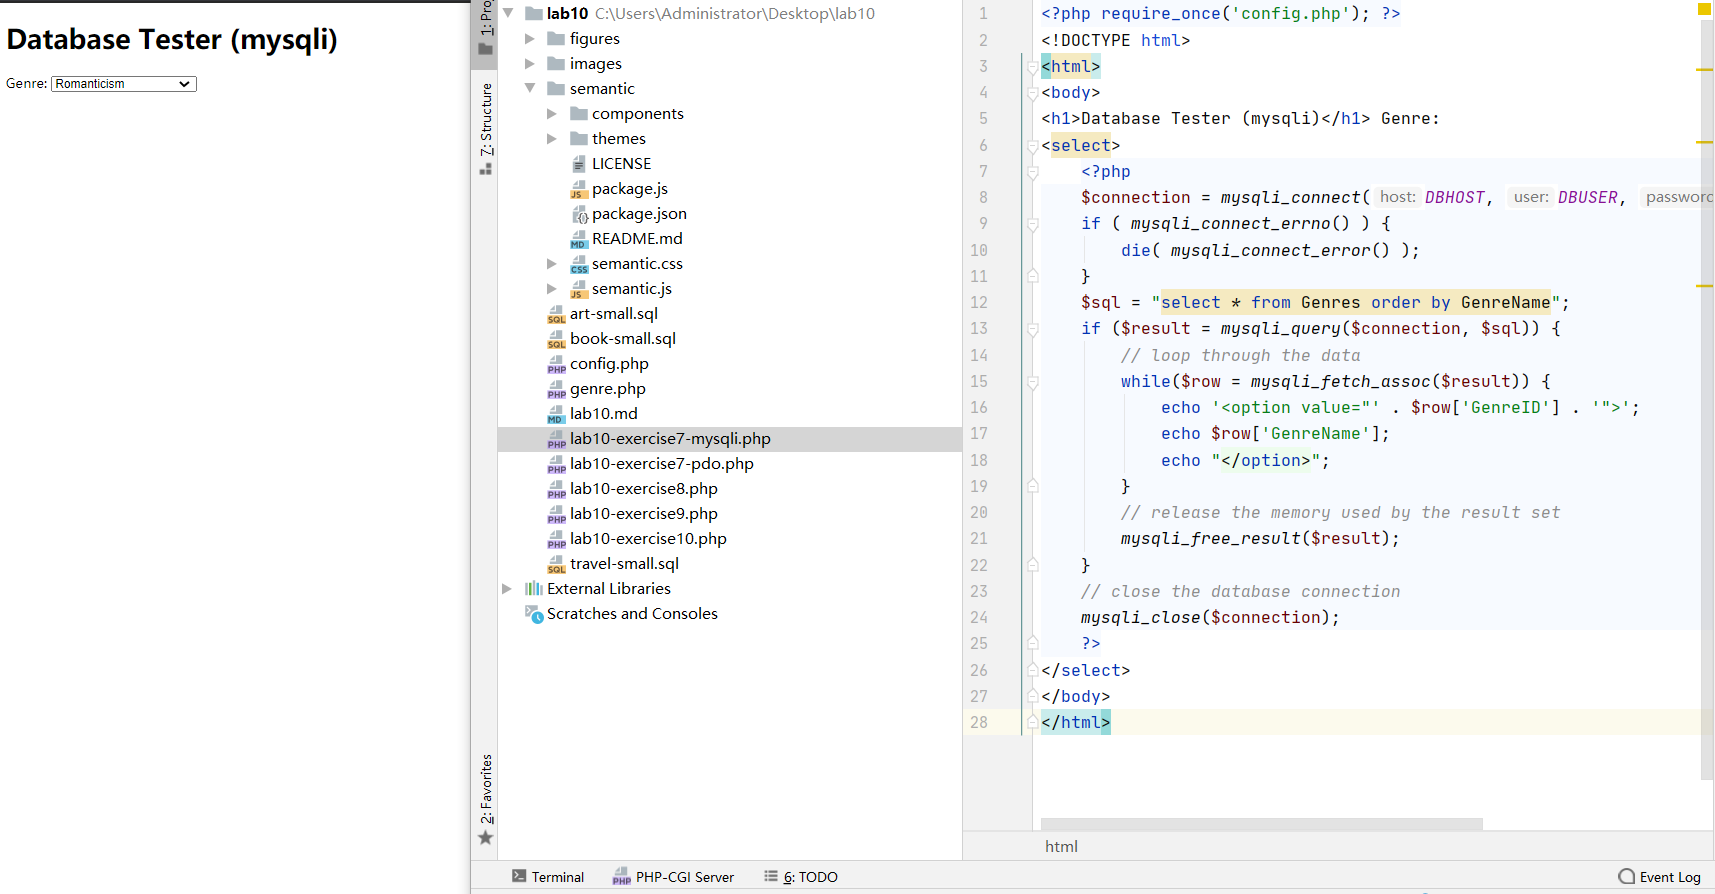 Database Tester (mysqli)
Genre: Romanticism
7: Structure
2: Favorites
lab10 C:\Users\Administrator\Desktop\lab10
figures
images
semantic
components
themes
LICENSE
package.js
package.json
README.md
semantic.css
semantic.js
art-small.sql
book-small.sql
config.php
genre.php
lab10.md
lab10-exercise7-mysqli.php
lab10-exercise7-pdo.php
lab10-exercise8.php
lab10-exercise9.php
lab10-exercise10.php
travel-small.sql
External Libraries
Scratches and Consoles
1 <?php require_once('config.php'); ?>
2 <!DOCTYPE html>
3 <html>
4 <body>
5 <h1>Database Tester (mysqli)</h1> Genre:
6 <select>
7 <?php
8 $connection = mysqli_connect( host: DBHOST, user: DBUSER, password
9 if ( mysqli_connect_errno() ) {
10 die( mysqli_connect_error() );
11 }
12 $sql = "select * from Genres order by GenreName";
13 if ($result = mysqli_query($connection, $sql)) {
14 // loop through the data
15 while($row = mysqli_fetch_assoc($result)) {
16 echo '<option value="' . $row['GenreID'] . '">';
17 echo $row['GenreName'];
18 echo "</option>";
19 }
20 // release the memory used by the result set
21 mysqli_free_result($result);
22 }
23 // close the database connection
24 mysqli_close($connection);
25 ?>
26 </select>
27 </body>
28 </html>
html
Terminal PHP-CGI Server 6: TODO Event Log